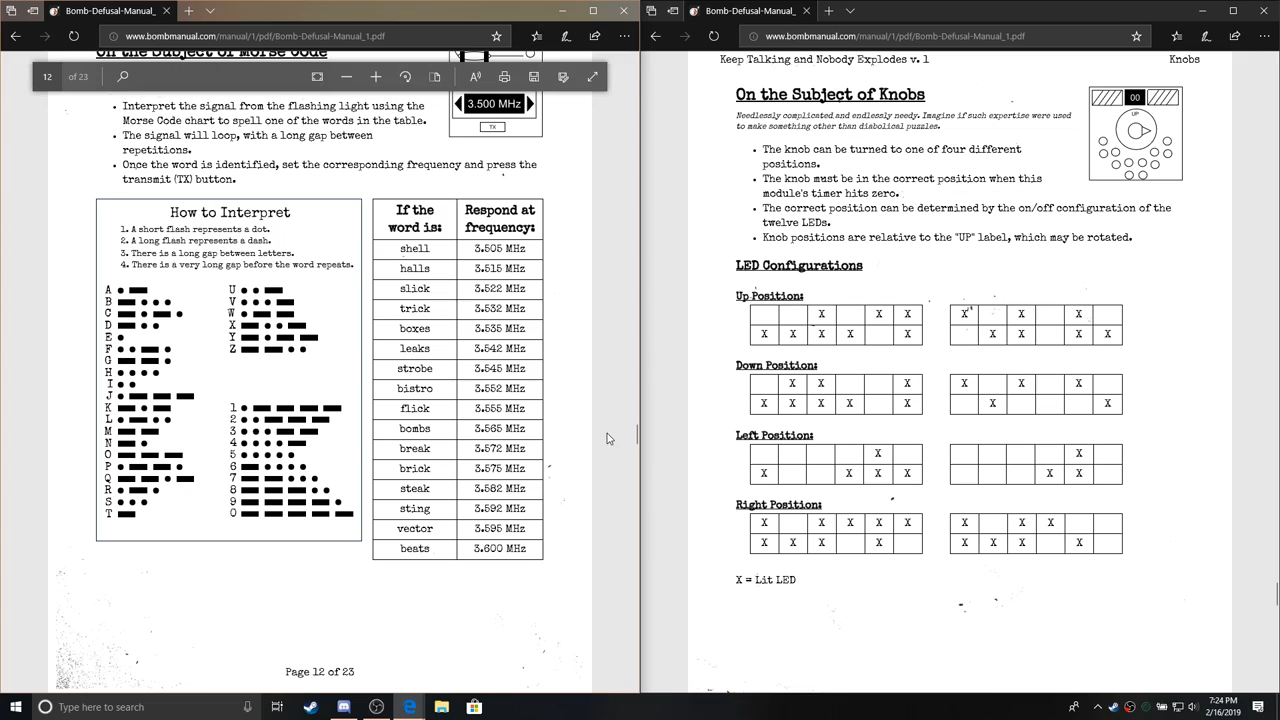 Bomb-Defusal-Manual_1.pdf
www.bombmanual.com/manual/1/pdf/Bomb-Defusal-Manual_1.pdf
On the Subject of Morse Code
12 of 23
3.500 MHz
TX
• Interpret the signal from the flashing light using the
Morse Code chart to spell one of the words in the table.
• The signal will loop, with a long gap between
repetitions.
• Once the word is identified, set the corresponding frequency and press the
transmit (TX) button.
How to Interpret
1. A short flash represents a dot.
2. A long flash represents a dash.
3. There is a long gap between letters.
4. There is a very long gap before the word repeats.
A
B
C
D
E
F
G
H
I
J
K
L
M
N
O
P
Q
R
S
T
U
V
W
X
Y
Z
1
2
3
4
5
6
7
8
9
0
If the word is: Respond at frequency:
shell 3.505 MHz
halls 3.515 MHz
slick 3.522 MHz
trick 3.532 MHz
boxes 3.535 MHz
leaks 3.542 MHz
strobe 3.545 MHz
bistro 3.552 MHz
flick 3.555 MHz
bombs 3.565 MHz
break 3.572 MHz
brick 3.575 MHz
steak 3.582 MHz
sting 3.592 MHz
vector 3.595 MHz
beats 3.600 MHz
Page 12 of 23
Bomb-Defusal-Manual_1.pdf
www.bombmanual.com/manual/1/pdf/Bomb-Defusal-Manual_1.pdf
Keep Talking and Nobody Explodes v. 1 Knobs
On the Subject of Knobs
Needlessly complicated and endlessly needy. Imagine if such expertise were used
to make something other than diabolical puzzles.
00
UP
• The knob can be turned to one of four different
positions.
• The knob must be in the correct position when this
module's timer hits zero.
• The correct position can be determined by the on/off configuration of the
twelve LEDs.
• Knob positions are relative to the "UP" label, which may be rotated.
LED Configurations
Up Position:
X X X X X X
X X X X X X X X
Down Position:
X X X X X
X X X X X X X
Left Position:
X X
X X X X X X
Right Position:
X X X X X X X X
X X X X X X X X
X = Lit LED
Type here to search
7:24 PM
2/16/2019